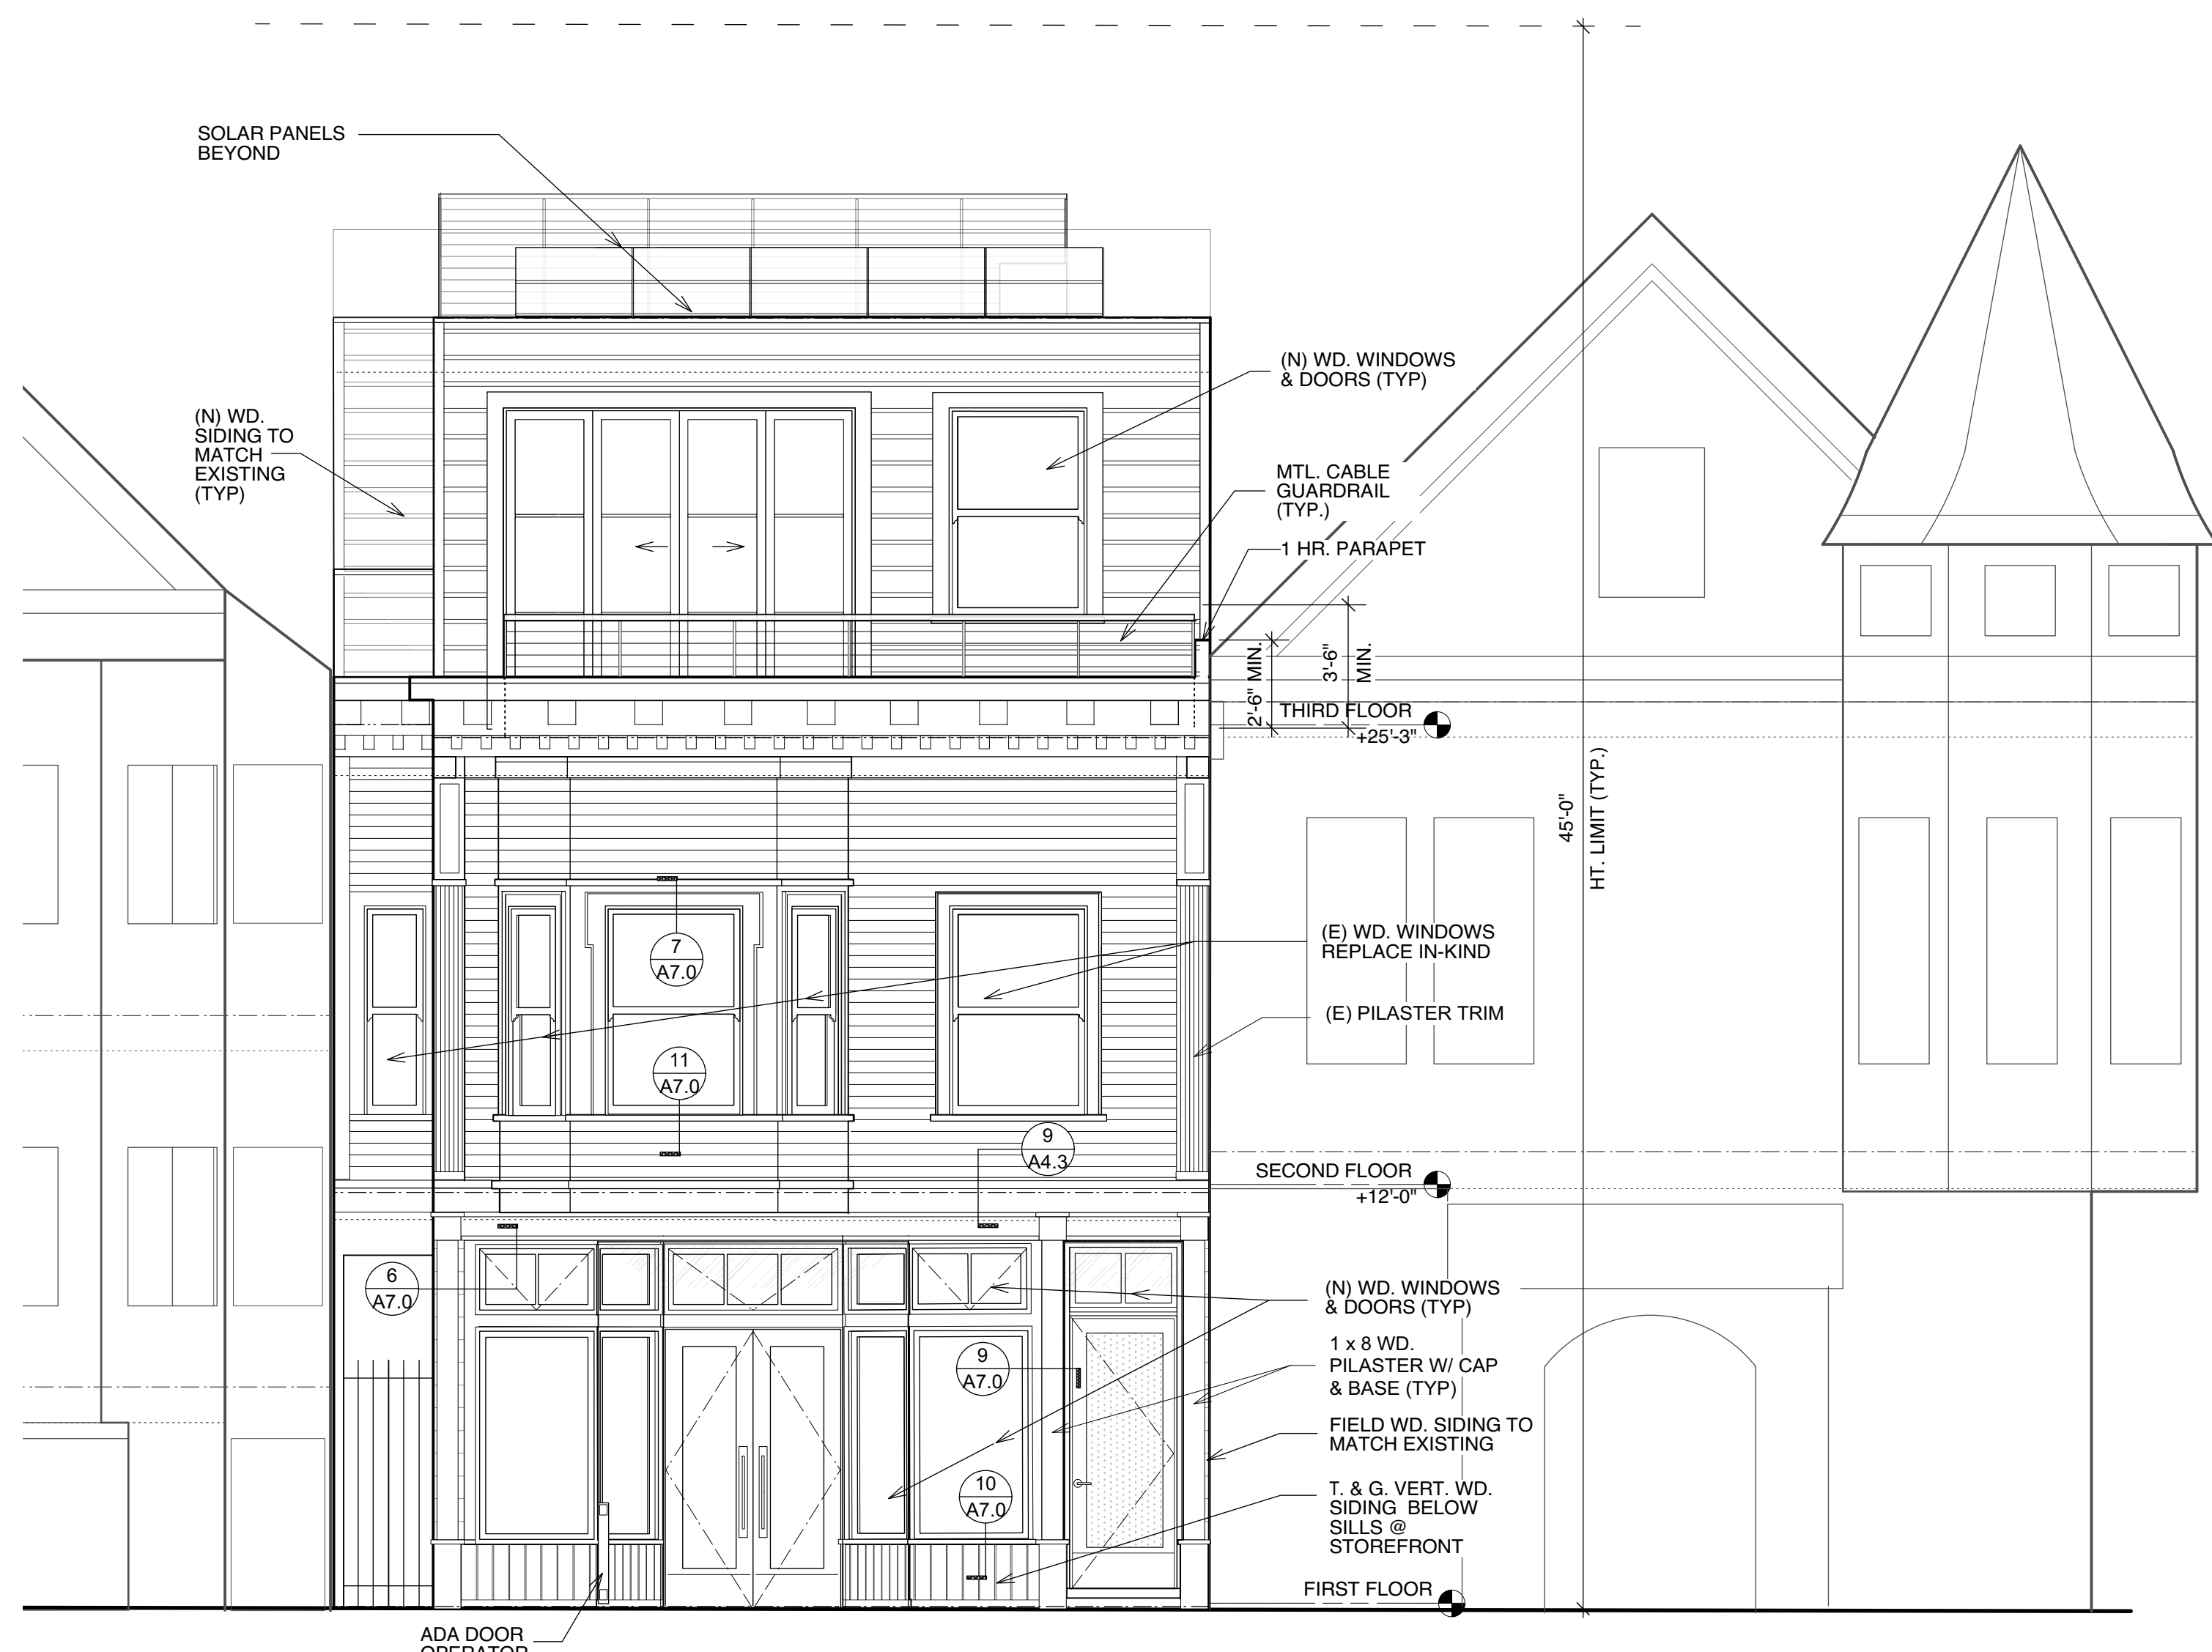 SOLAR PANELS
BEYOND
(N) WD. WINDOWS
& DOORS (TYP)
(N) WD.
SIDING TO
MATCH
EXISTING
(TYP)
MTL. CABLE
GUARDRAIL
(TYP.)
1 HR. PARAPET
2'-6" MIN.
3'-6"
MIN.
THIRD FLOOR
+25'-3"
45'-0"
HT. LIMIT (TYP.)
7
A7.0
(E) WD. WINDOWS
REPLACE IN-KIND
(E) PILASTER TRIM
11
A7.0
9
A4.3
SECOND FLOOR
+12'-0"
6
A7.0
(N) WD. WINDOWS
& DOORS (TYP)
9
A7.0
1 x 8 WD.
PILASTER W/ CAP
& BASE (TYP)
FIELD WD. SIDING TO
MATCH EXISTING
10
A7.0
T. & G. VERT. WD.
SIDING BELOW
SILLS @
STOREFRONT
FIRST FLOOR
ADA DOOR
OPERATOR